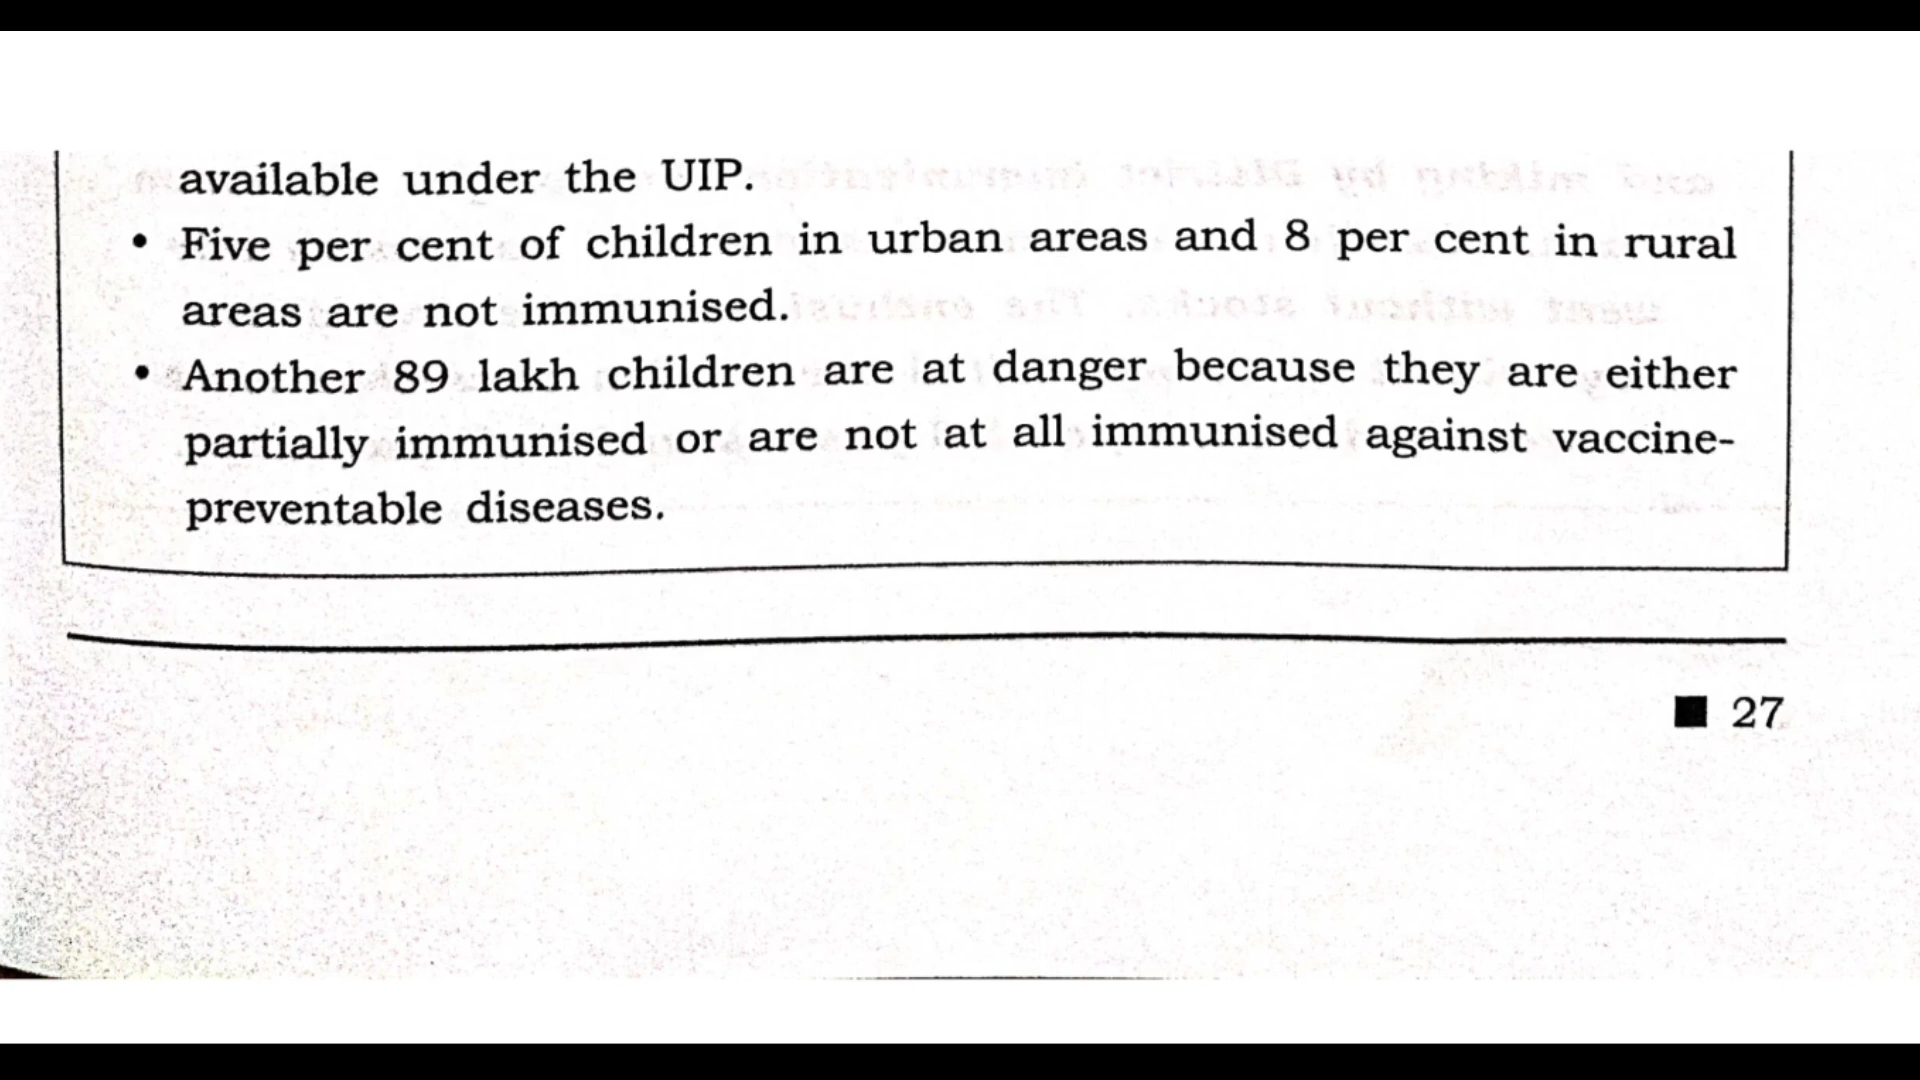 available under the UIP.
• Five per cent of children in urban areas and 8 per cent in rural
areas are not immunised.
• Another 89 lakh children are at danger because they are either
partially immunised or are not at all immunised against vaccine-
preventable diseases.
■ 27